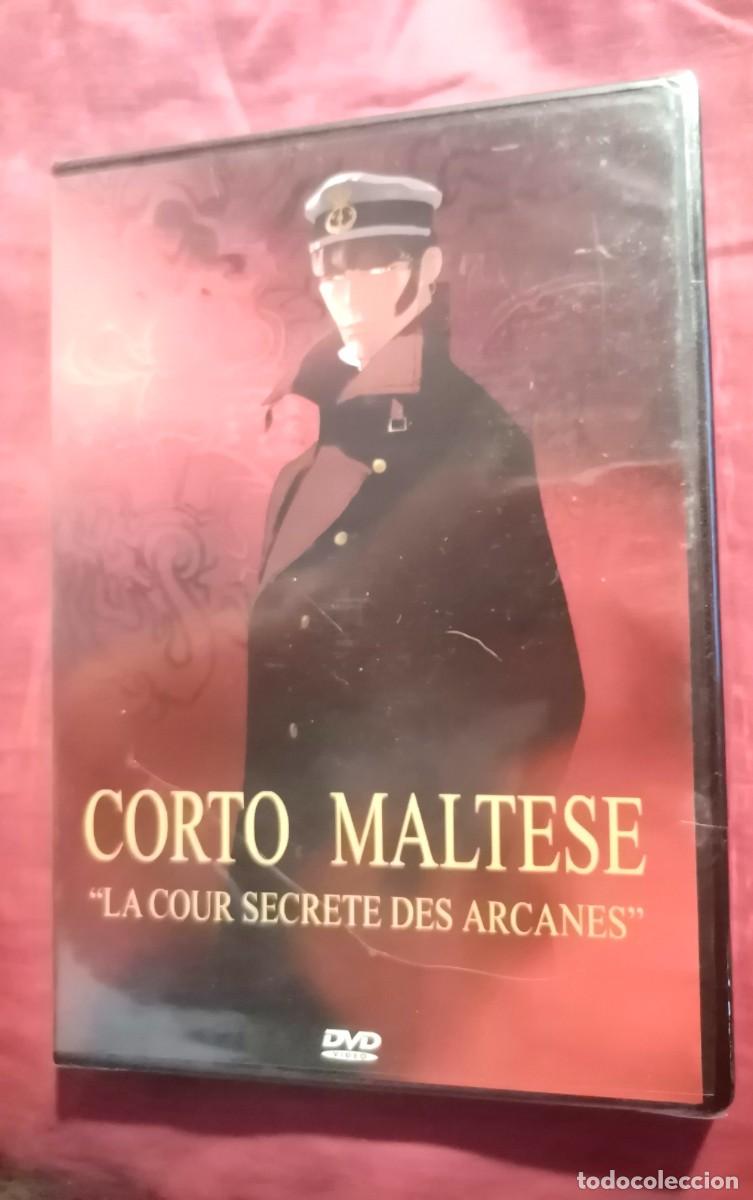 CORTO MALTESE
“LA COUR SECRETE DES ARCANES”
DVD
VIDEO
todocoleccion